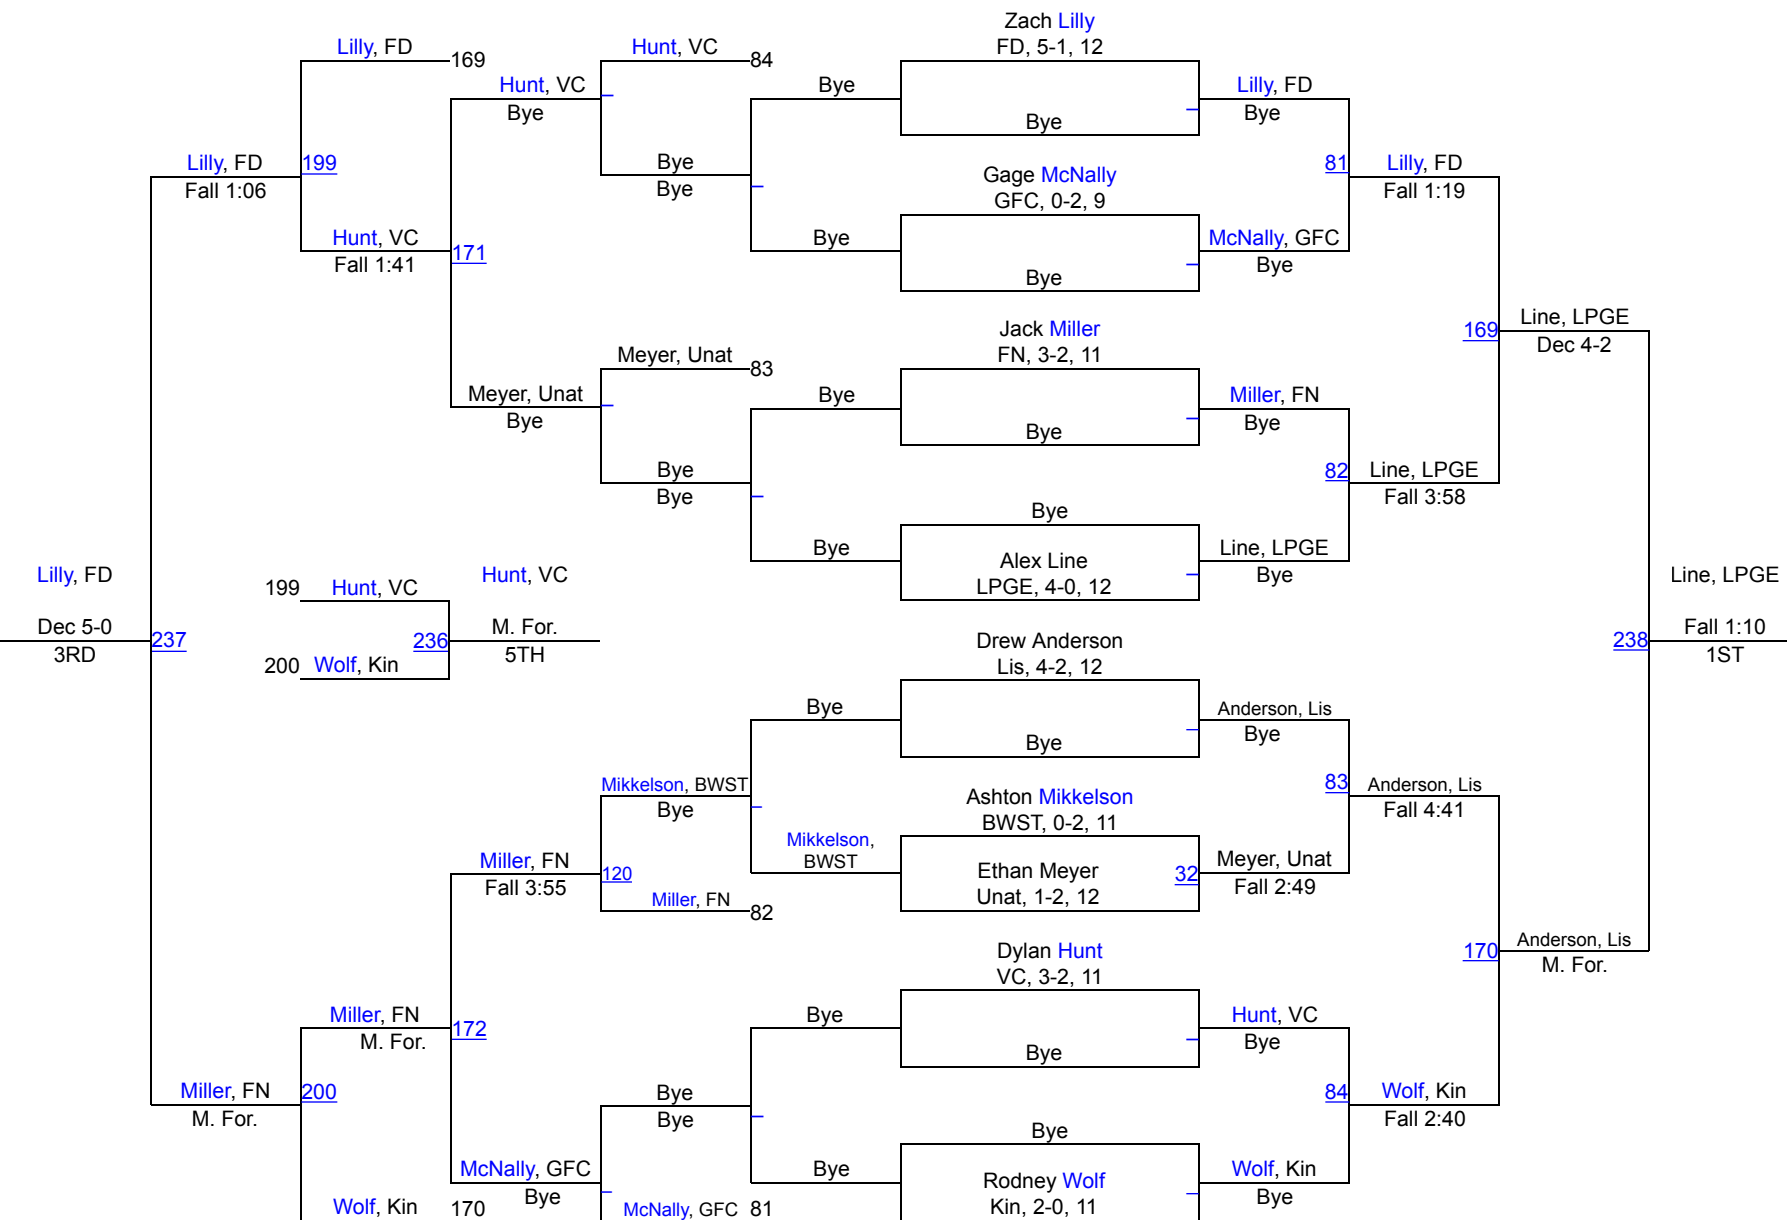 Zach Lilly
FD, 5-1, 12
Lilly, FD
169
Hunt, VC
84
Hunt, VC
Bye
Bye
Bye
Lilly, FD
Bye
Lilly, FD
Fall 1:06
199
Bye
Bye
Gage McNally
GFC, 0-2, 9
81
Lilly, FD
Fall 1:19
Hunt, VC
Fall 1:41
171
Bye
Bye
McNally, GFC
Bye
Jack Miller
FN, 3-2, 11
169
Line, LPGE
Dec 4-2
Meyer, Unat
83
Meyer, Unat
Bye
Bye
Bye
Miller, FN
Bye
Bye
Bye
82
Line, LPGE
Fall 3:58
Bye
Bye
Alex Line
LPGE, 4-0, 12
Line, LPGE
Bye
Lilly, FD
Dec 5-0
3RD
237
199
Hunt, VC
200
Wolf, Kin
236
Hunt, VC
M. For.
5TH
Line, LPGE
238
Fall 1:10
1ST
Drew Anderson
Lis, 4-2, 12
Bye
Bye
Anderson, Lis
Bye
Mikkelson, BWST
Bye
Ashton Mikkelson
BWST, 0-2, 11
83
Anderson, Lis
Fall 4:41
Mikkelson,
BWST
Ethan Meyer
Unat, 1-2, 12
32
Meyer, Unat
Fall 2:49
Miller, FN
Fall 3:55
120
Miller, FN
82
Dylan Hunt
VC, 3-2, 11
170
Anderson, Lis
M. For.
Miller, FN
M. For.
172
Bye
Bye
Hunt, VC
Bye
Miller, FN
M. For.
200
Bye
Bye
84
Wolf, Kin
Fall 2:40
Bye
McNally, GFC
Bye
Bye
Rodney Wolf
Kin, 2-0, 11
Wolf, Kin
Bye
Wolf, Kin
170
McNally, GFC
81